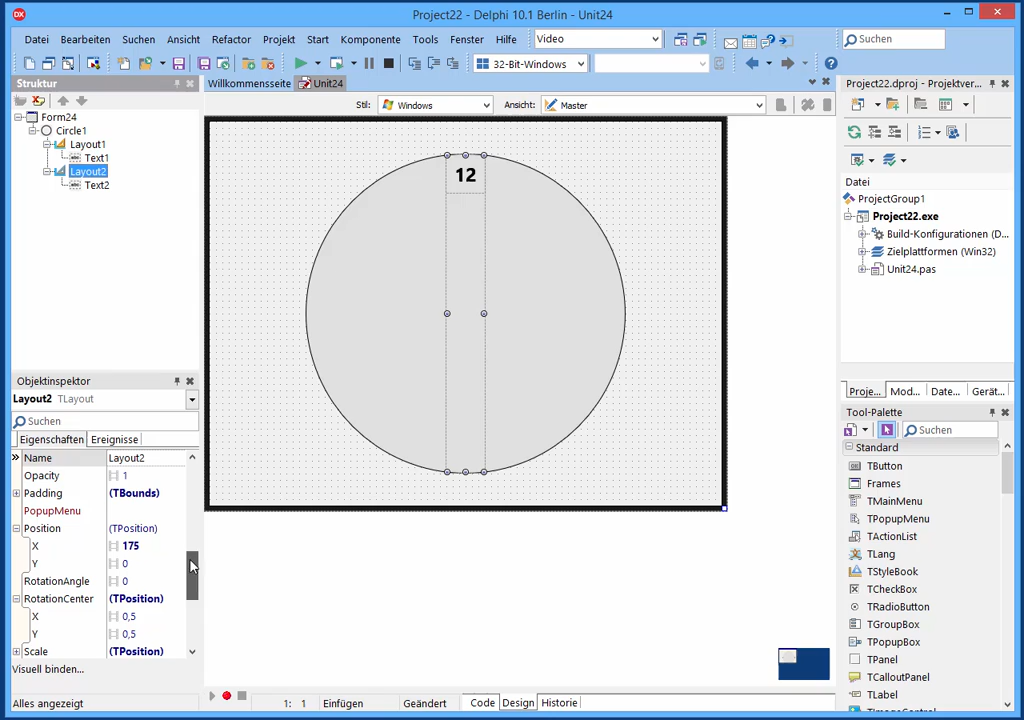 DX Project22 - Delphi 10.1 Berlin - Unit24
Datei Bearbeiten Suchen Ansicht Refactor Projekt Start Komponente Tools Fenster Hilfe Video Suchen
32-Bit-Windows
Struktur Willkommensseite Unit24 Project22.dproj - Projektver...
Stil: Windows Ansicht: Master
Form24
Circle1
Layout1
Text1
Layout2
Text2
12
Datei
ProjectGroup1
Project22.exe
Build-Konfigurationen (D...
Zielplattformen (Win32)
Unit24.pas
Objektinspektor
Layout2 TLayout
Suchen
Eigenschaften Ereignisse
Name Layout2
Opacity 1
Padding (TBounds)
PopupMenu
Position (TPosition)
X 175
Y 0
RotationAngle 0
RotationCenter (TPosition)
X 0,5
Y 0,5
Scale (TPosition)
Visuell binden...
Alles angezeigt
Proje... Mod... Date... Gerät...
Tool-Palette
Suchen
Standard
TButton
Frames
TMainMenu
TPopupMenu
TActionList
TLang
TStyleBook
TCheckBox
TRadioButton
TGroupBox
TPopupBox
TPanel
TCalloutPanel
TLabel
1: 1 Einfügen Geändert Code Design Historie